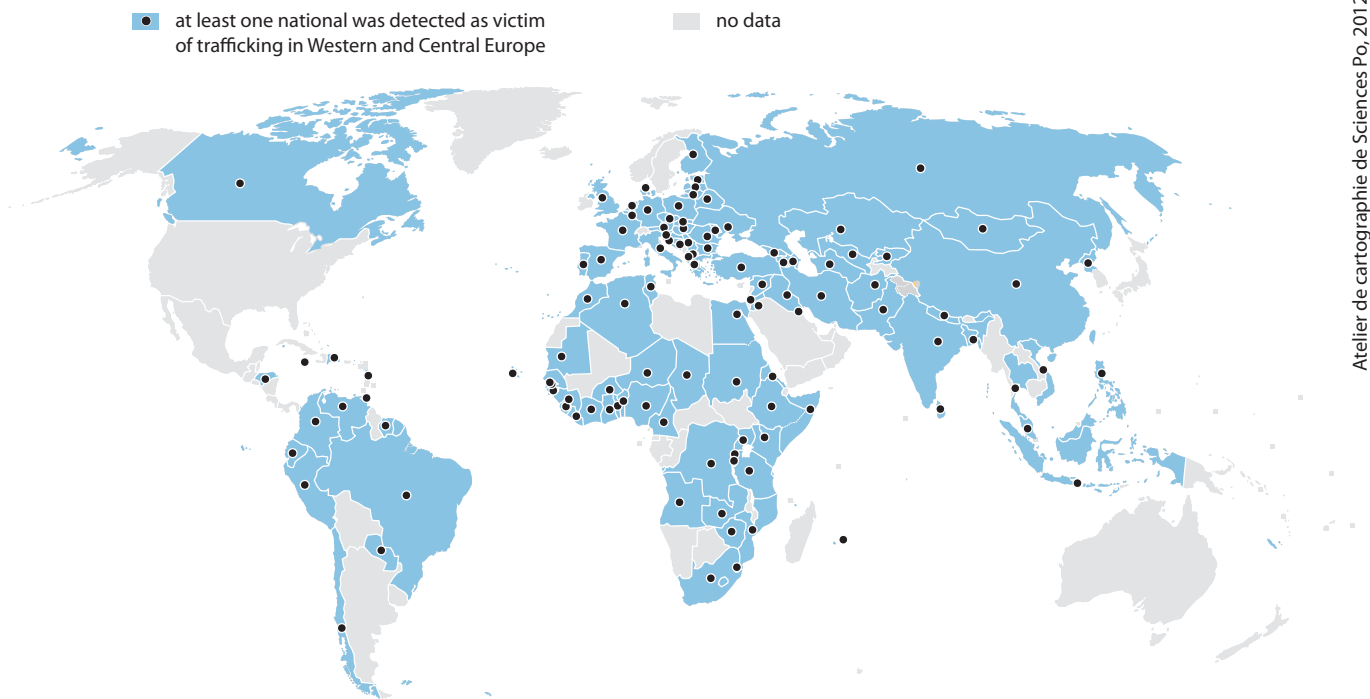 at least one national was detected as victim
of trafficking in Western and Central Europe
no data
Atelier de cartographie de Sciences Po, 2012